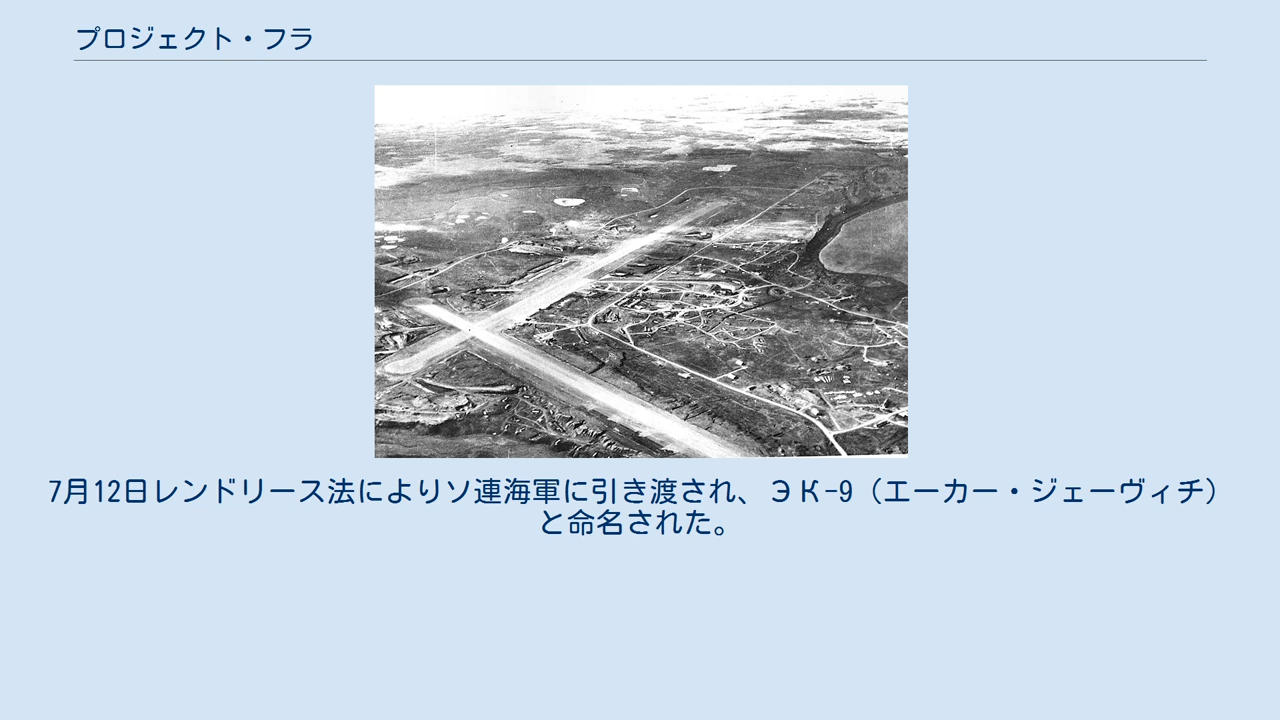 プロジェクト・フラ
7月12日レンドリース法によりソ連海軍に引き渡され、ЭК-9（エーカー・ジェーヴィチ）
と命名された。